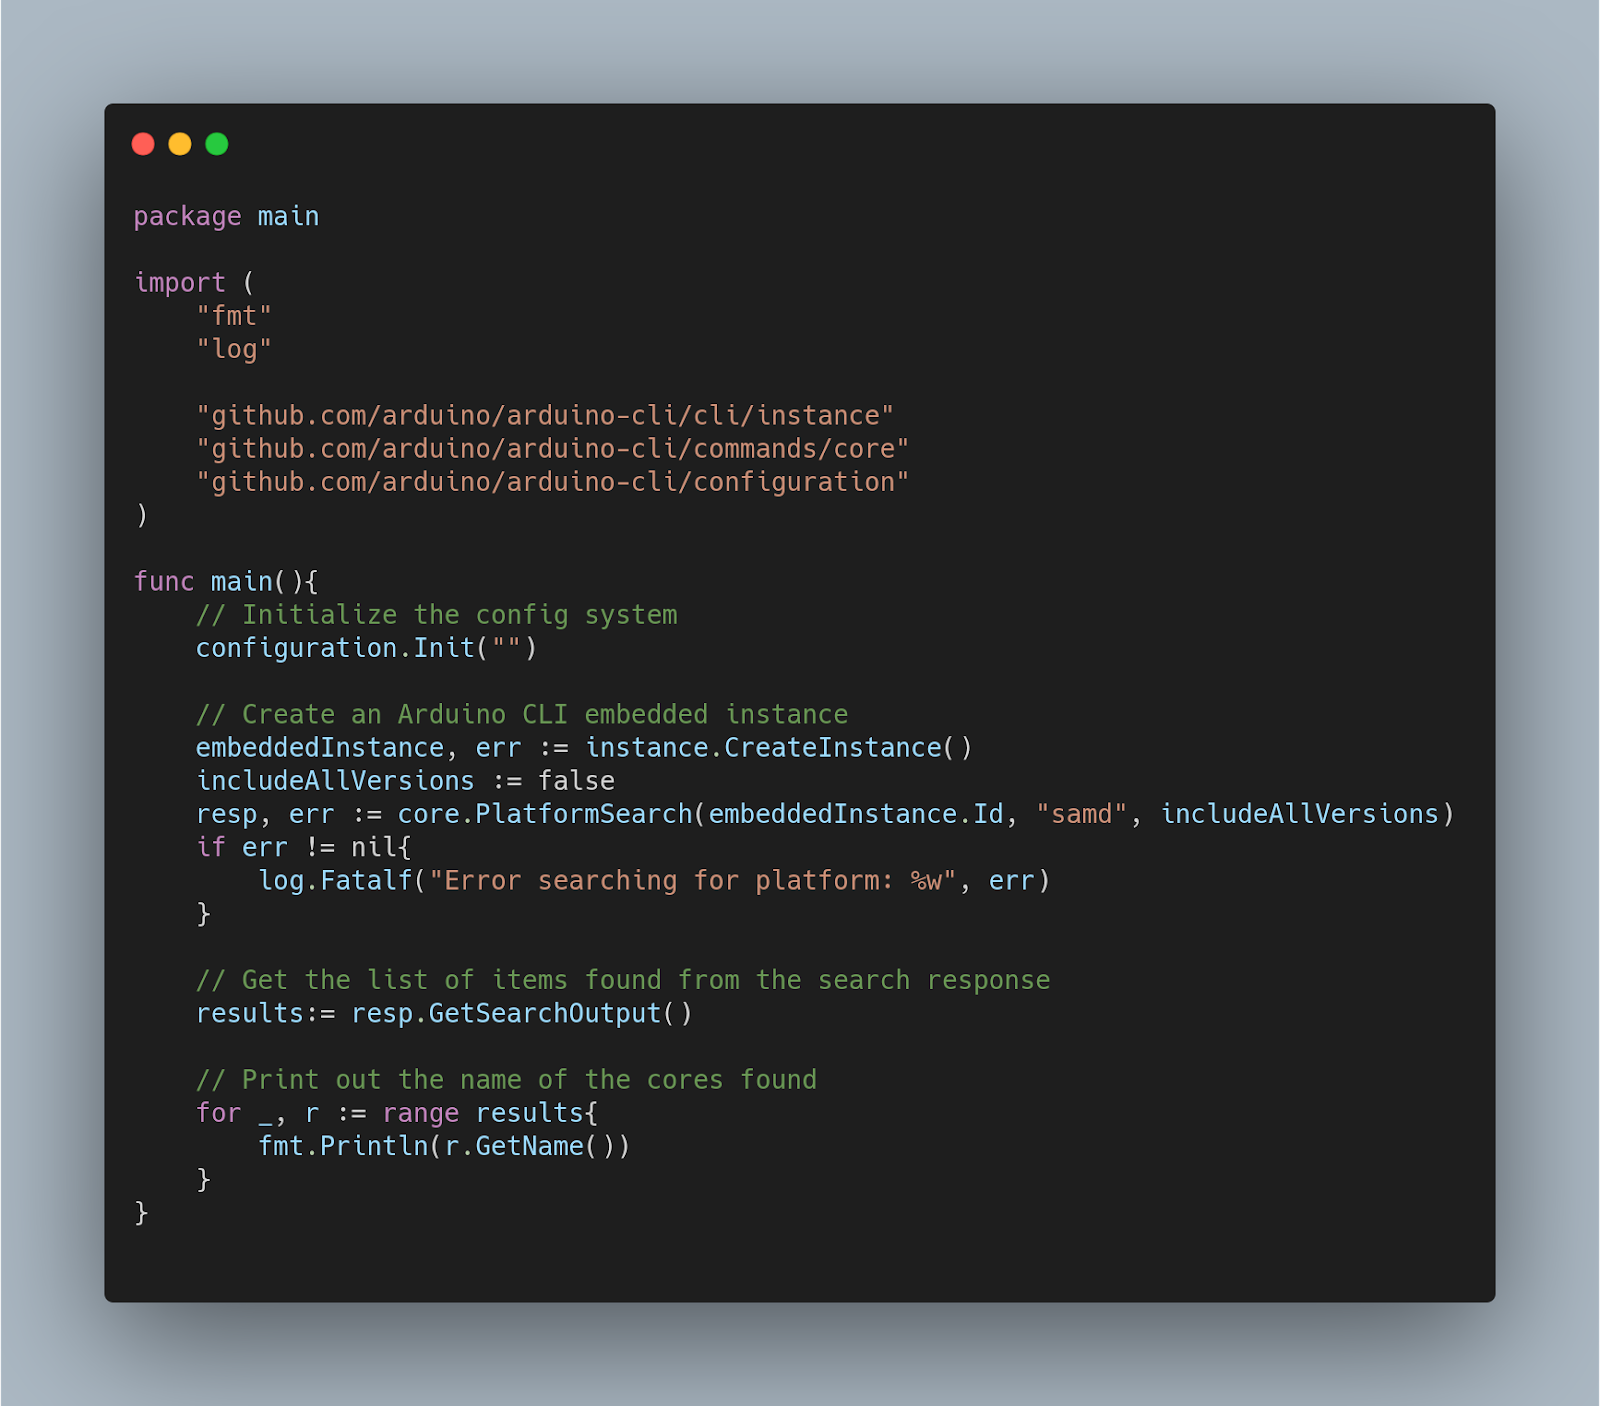 package main

import (
    "fmt"
    "log"

    "github.com/arduino/arduino-cli/cli/instance"
    "github.com/arduino/arduino-cli/commands/core"
    "github.com/arduino/arduino-cli/configuration"
)

func main(){
    // Initialize the config system
    configuration.Init("")

    // Create an Arduino CLI embedded instance
    embeddedInstance, err := instance.CreateInstance()
    includeAllVersions := false
    resp, err := core.PlatformSearch(embeddedInstance.Id, "samd", includeAllVersions)
    if err != nil{
        log.Fatalf("Error searching for platform: %w", err)
    }

    // Get the list of items found from the search response
    results:= resp.GetSearchOutput()

    // Print out the name of the cores found
    for _, r := range results{
        fmt.Println(r.GetName())
    }
}